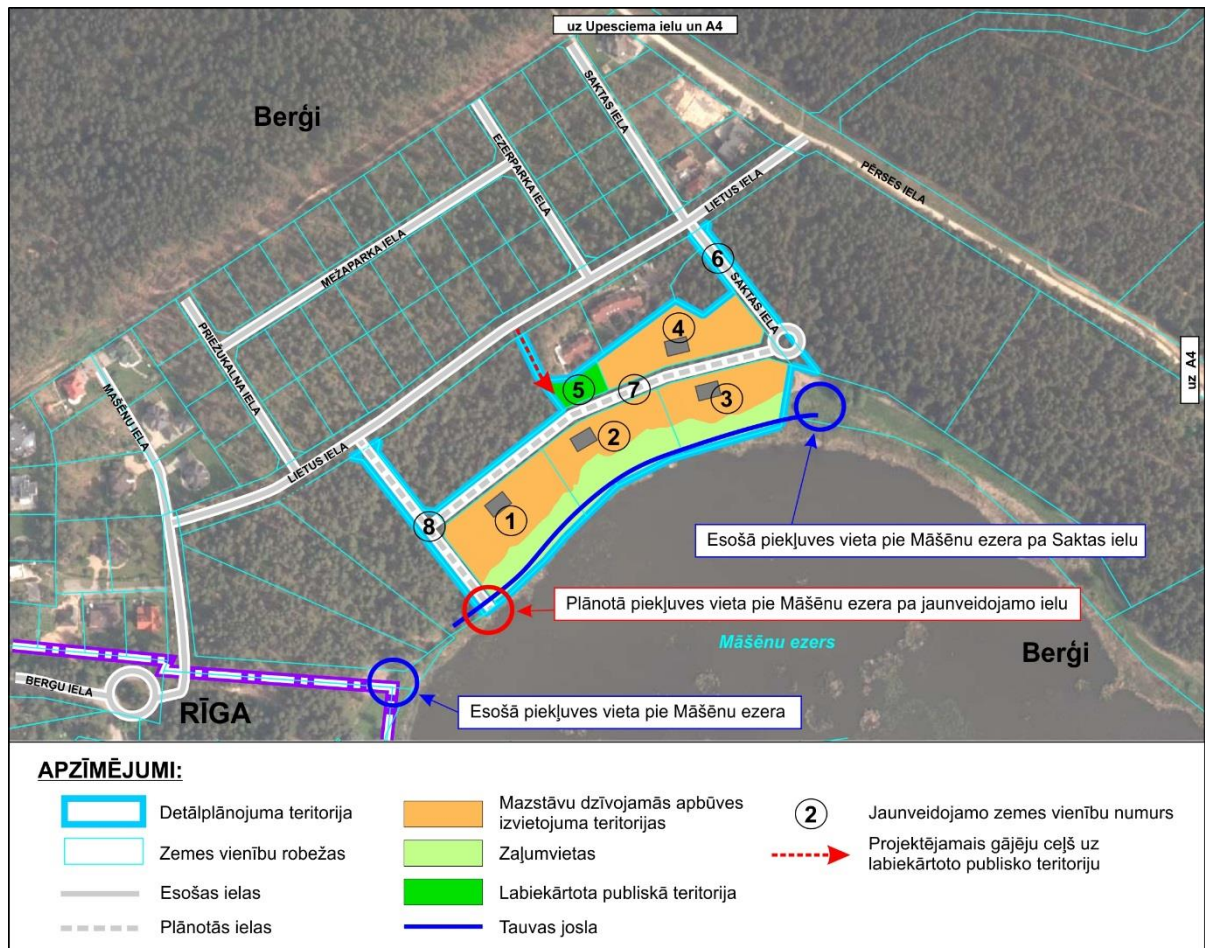 uz Upesciema ielu un A4
Berģi
SAKTAS IELA
EZERPARKA IELA
PĒRSES IELA
LIETUS IELA
MEŽAPARKA IELA
6
SAKTAS IELA
PRIEŽUKALNA IELA
4
uz A4
MĀŠĒNU IELA
5
7
3
2
LIETUS IELA
1
8
Esošā piekļuves vieta pie Māšēnu ezera pa Saktas ielu
Plānotā piekļuves vieta pie Māšēnu ezera pa jaunveidojamo ielu
Māšēnu ezers
Berģi
BERĢU IELA
RĪGA
Esošā piekļuves vieta pie Māšēnu ezera
APZĪMĒJUMI:
Detālplānojuma teritorija
Zemes vienību robežas
Esošas ielas
Plānotās ielas
Mazstāvu dzīvojamās apbūves
izvietojuma teritorijas
Zaļumvietas
Labiekārtota publiskā teritorija
Tauvas josla
2
Jaunveidojamo zemes vienību numurs
Projektējamais gājēju ceļš uz
labiekārtoto publisko teritoriju